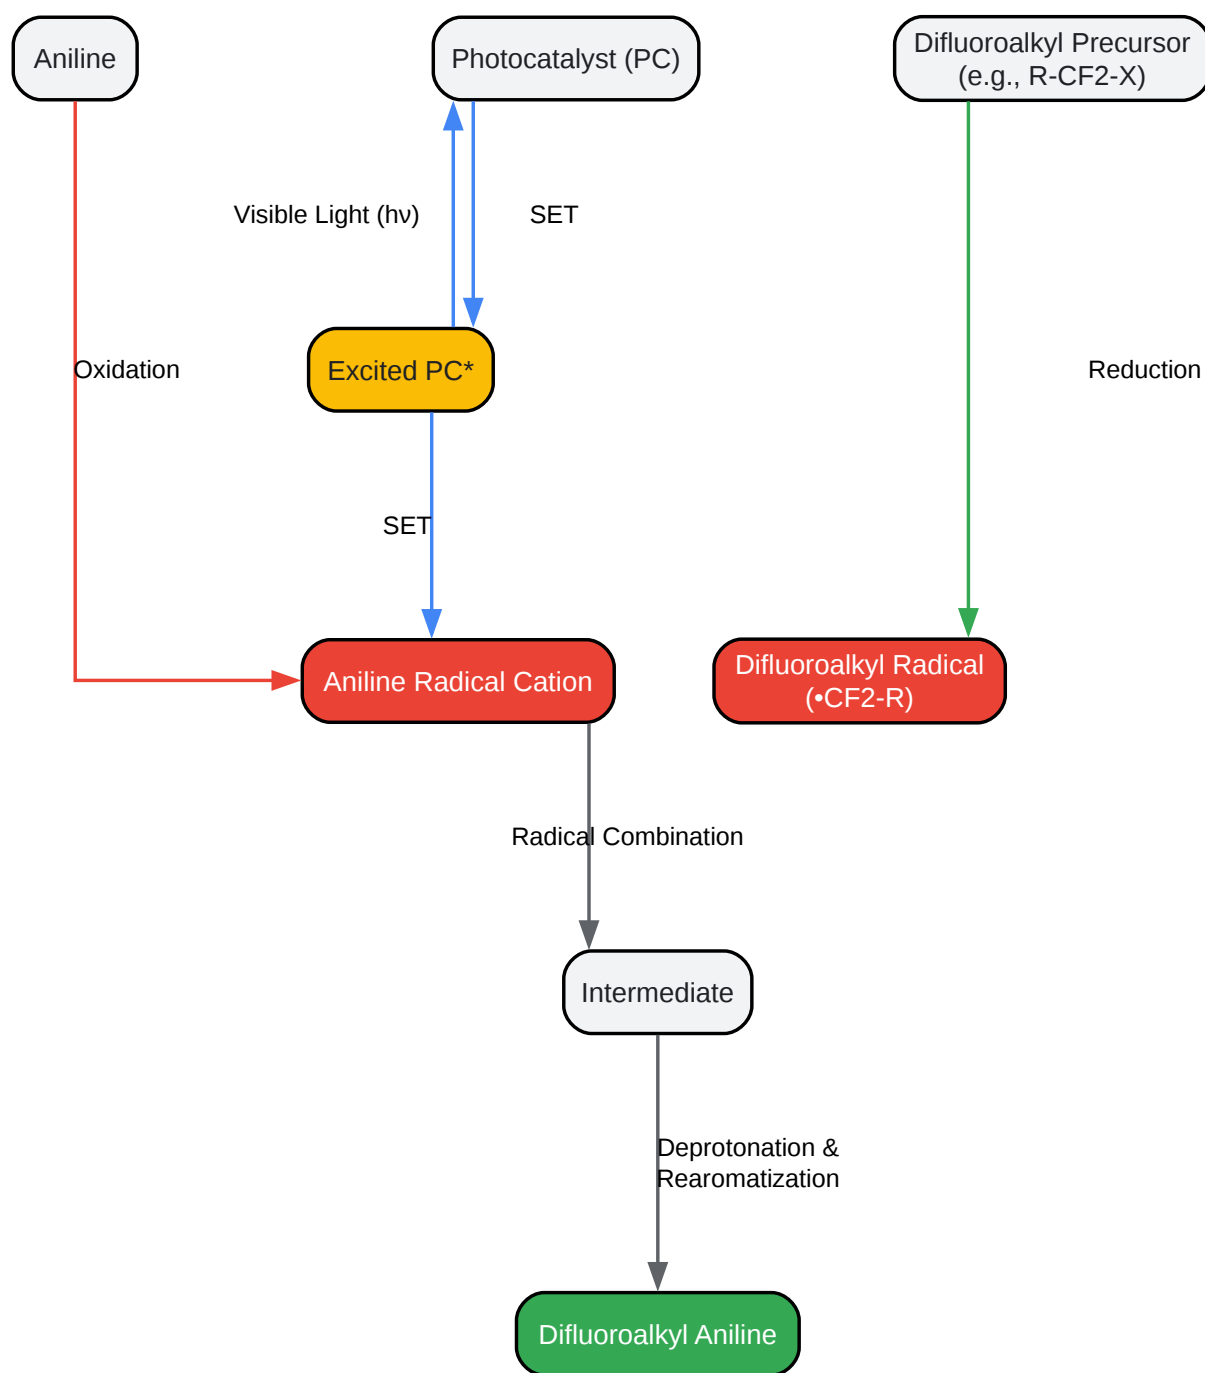 Aniline
Photocatalyst (PC)
Difluoroalkyl Precursor
(e.g., R-CF2-X)
Visible Light (hν)
SET
Oxidation
Excited PC*
Reduction
SET
Aniline Radical Cation
Difluoroalkyl Radical
(•CF2-R)
Radical Combination
Intermediate
Deprotonation &
Rearomatization
Difluoroalkyl Aniline